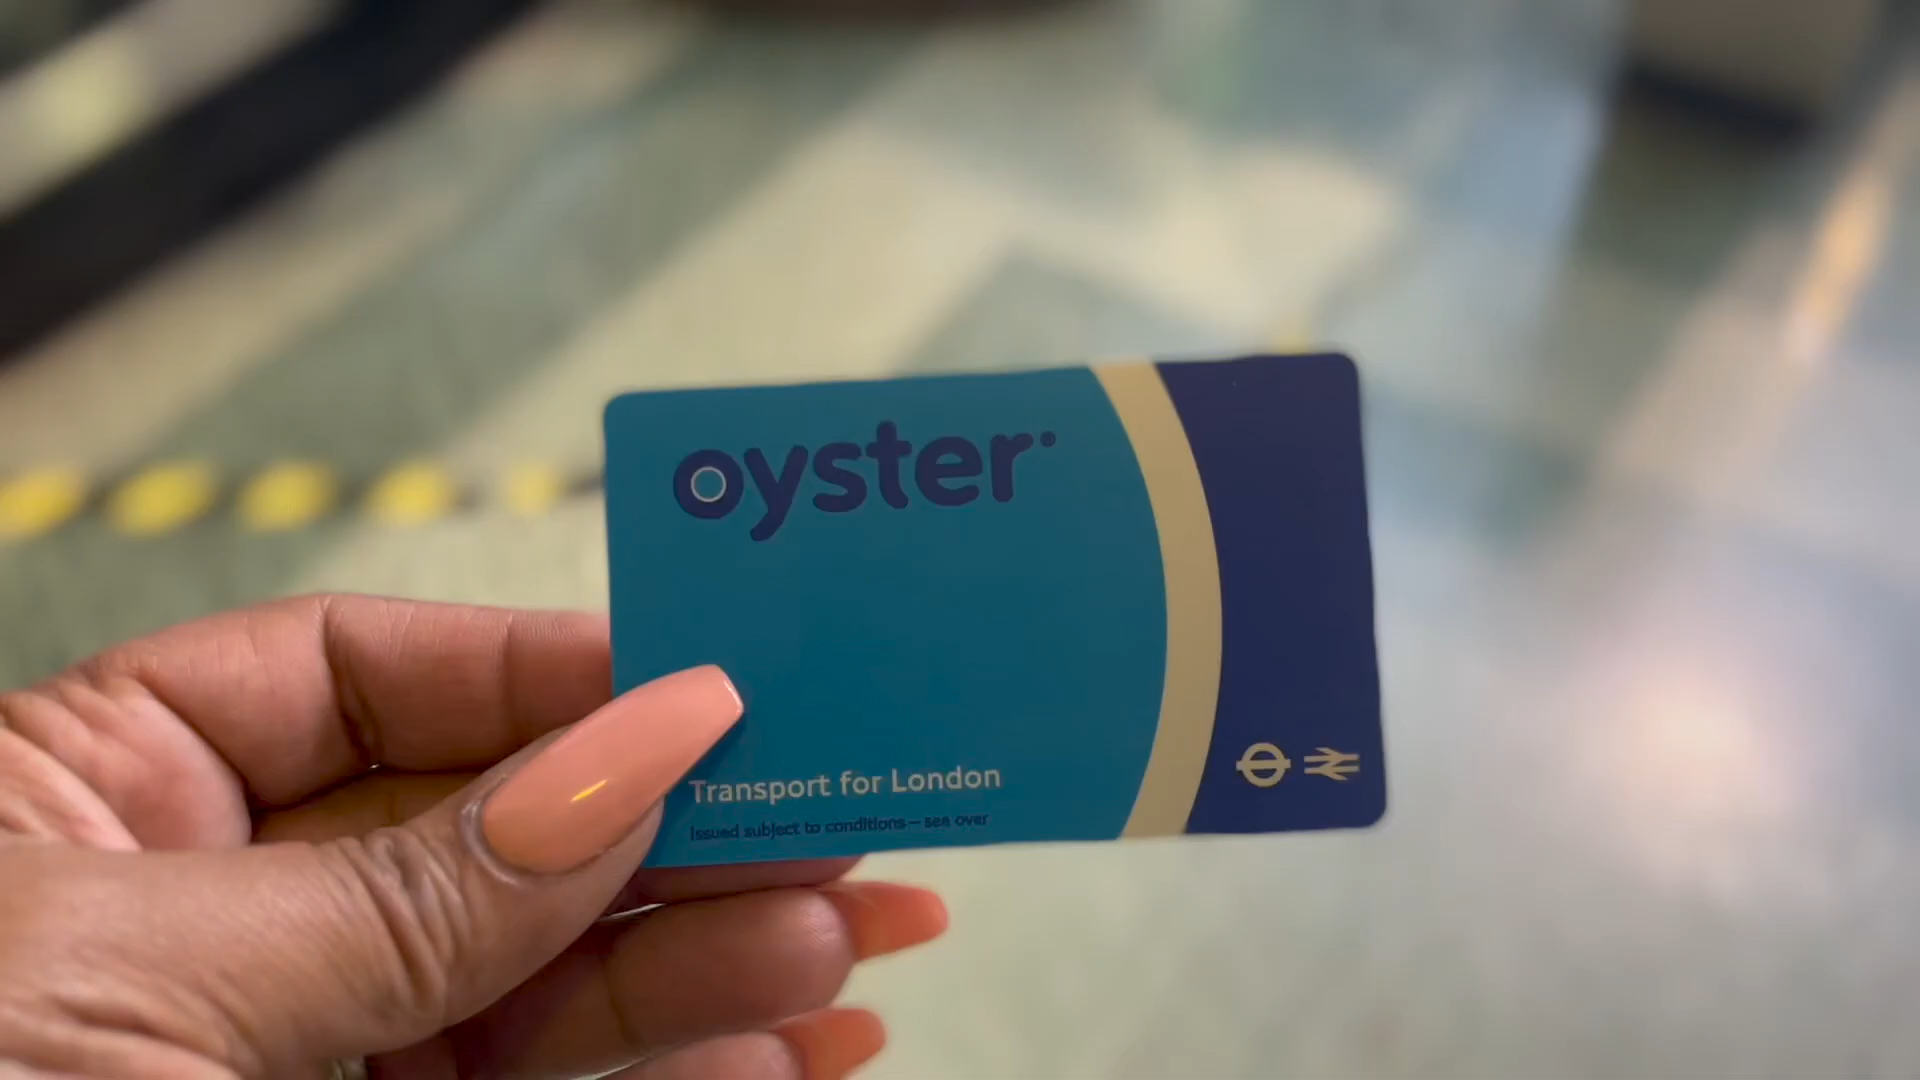 oyster
Transport for London
Issued subject to conditions – see over